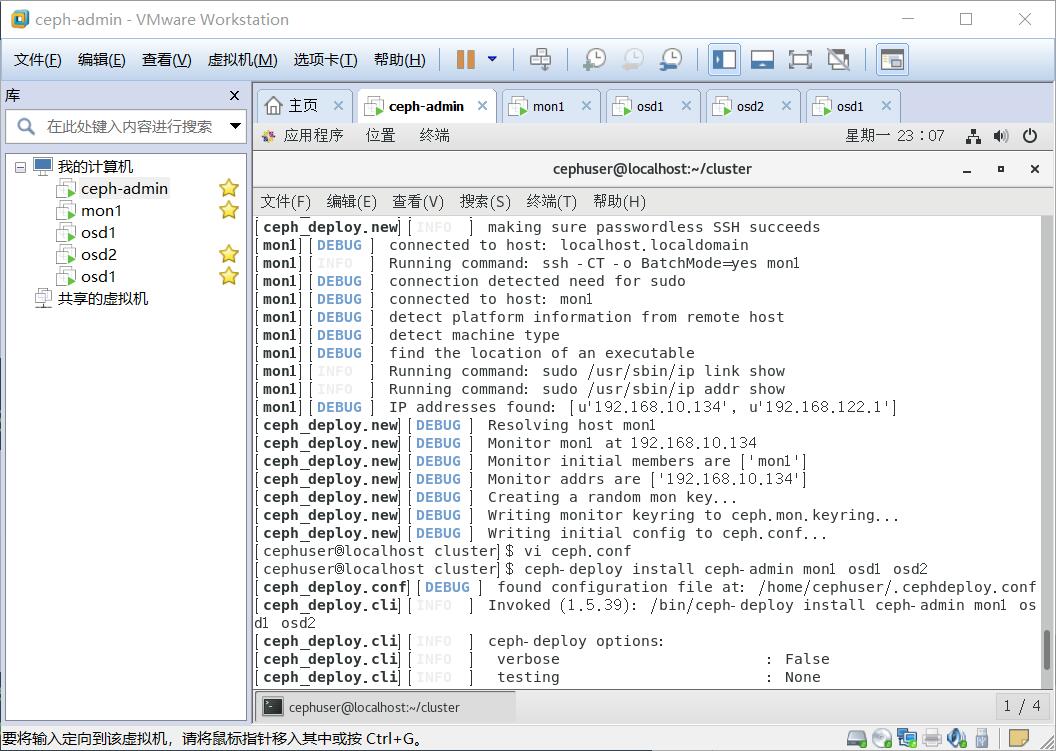 ceph-admin - VMware Workstation
文件(F) 编辑(E) 查看(V) 虚拟机(M) 选项卡(T) 帮助(H)
库
在此处键入内容进行搜索
我的计算机
ceph-admin
mon1
osd1
osd2
osd1
共享的虚拟机
主页 ceph-admin mon1 osd1 osd2 osd1
应用程序 位置 终端 星期一 23:07
cephuser@localhost:~/cluster
文件(F) 编辑(E) 查看(V) 搜索(S) 终端(T) 帮助(H)
[ceph_deploy.new][INFO  ] making sure passwordless SSH succeeds
[mon1][DEBUG ] connected to host: localhost.localdomain
[mon1][INFO  ] Running command: ssh -CT -o BatchMode=yes mon1
[mon1][DEBUG ] connection detected need for sudo
[mon1][DEBUG ] connected to host: mon1
[mon1][DEBUG ] detect platform information from remote host
[mon1][DEBUG ] detect machine type
[mon1][DEBUG ] find the location of an executable
[mon1][INFO  ] Running command: sudo /usr/sbin/ip link show
[mon1][INFO  ] Running command: sudo /usr/sbin/ip addr show
[mon1][DEBUG ] IP addresses found: [u'192.168.10.134', u'192.168.122.1']
[ceph_deploy.new][DEBUG ] Resolving host mon1
[ceph_deploy.new][DEBUG ] Monitor mon1 at 192.168.10.134
[ceph_deploy.new][DEBUG ] Monitor initial members are ['mon1']
[ceph_deploy.new][DEBUG ] Monitor addrs are ['192.168.10.134']
[ceph_deploy.new][DEBUG ] Creating a random mon key...
[ceph_deploy.new][DEBUG ] Writing monitor keyring to ceph.mon.keyring...
[ceph_deploy.new][DEBUG ] Writing initial config to ceph.conf...
[cephuser@localhost cluster]$ vi ceph.conf
[cephuser@localhost cluster]$ ceph-deploy install ceph-admin mon1 osd1 osd2
[ceph_deploy.conf][DEBUG ] found configuration file at: /home/cephuser/.cephdeploy.conf
[ceph_deploy.cli][INFO  ] Invoked (1.5.39): /bin/ceph-deploy install ceph-admin mon1 os
d1 osd2
[ceph_deploy.cli][INFO  ] ceph-deploy options:
[ceph_deploy.cli][INFO  ]  verbose                       : False
[ceph_deploy.cli][INFO  ]  testing                       : None
cephuser@localhost:~/cluster 1 / 4
要将输入定向到该虚拟机，请将鼠标指针移入其中或按 Ctrl+G。